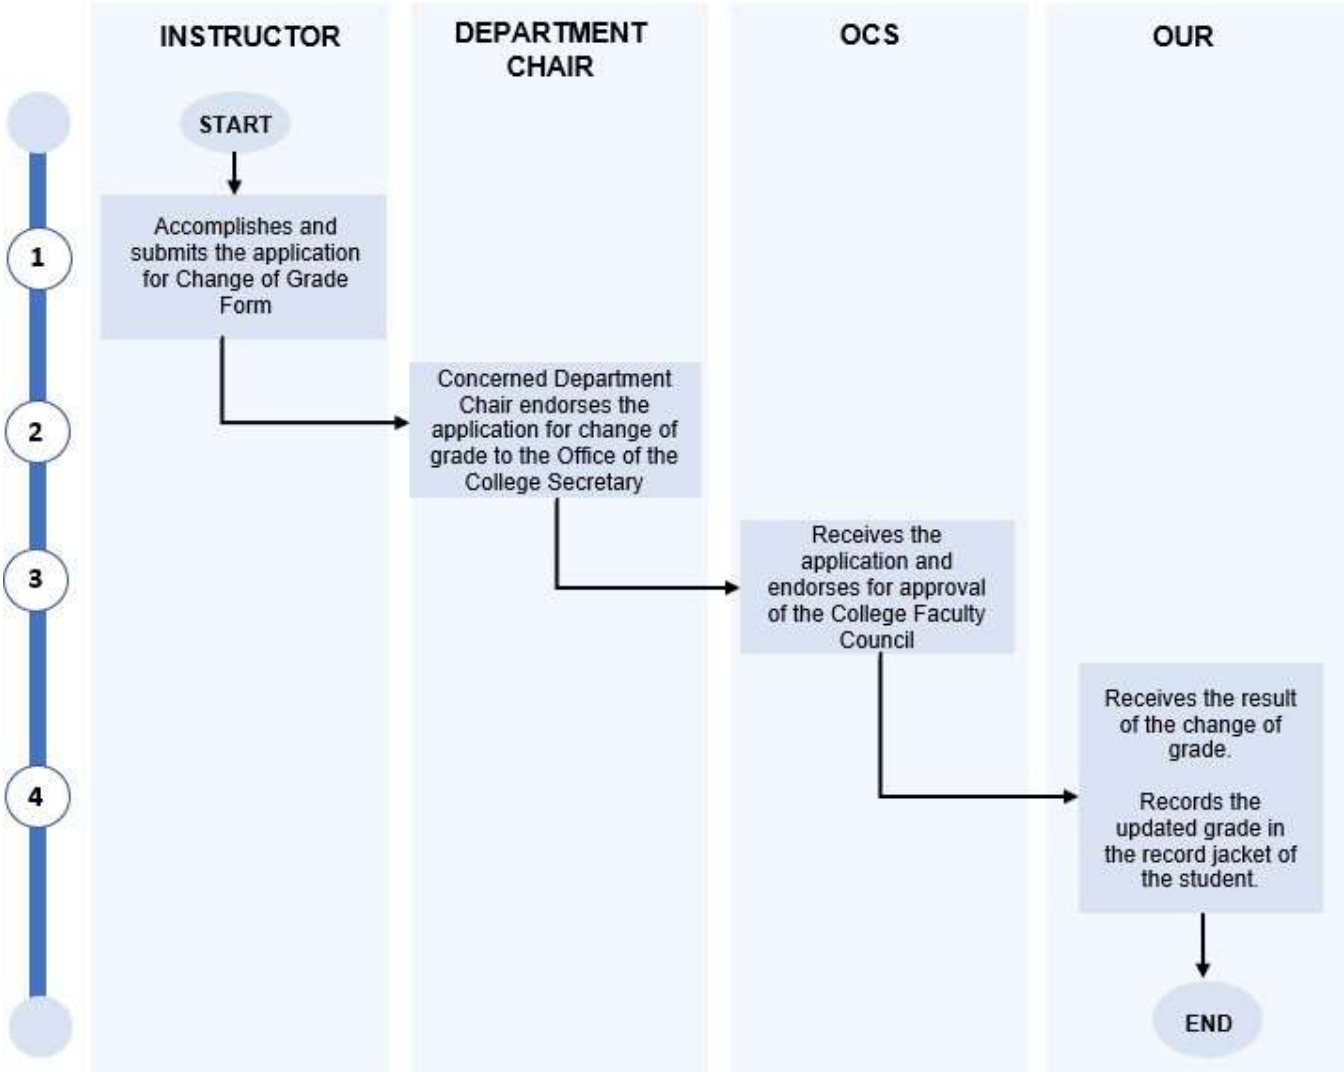 INSTRUCTOR
DEPARTMENT
CHAIR
OCS
OUR
START
1
Accomplishes and
submits the application
for Change of Grade
Form
2
Concerned Department
Chair endorses the
application for change of
grade to the Office of the
College Secretary
3
Receives the
application and
endorses for approval
of the College Faculty
Council
4
Receives the result
of the change of
grade.
Records the
updated grade in
the record jacket of
the student.
END